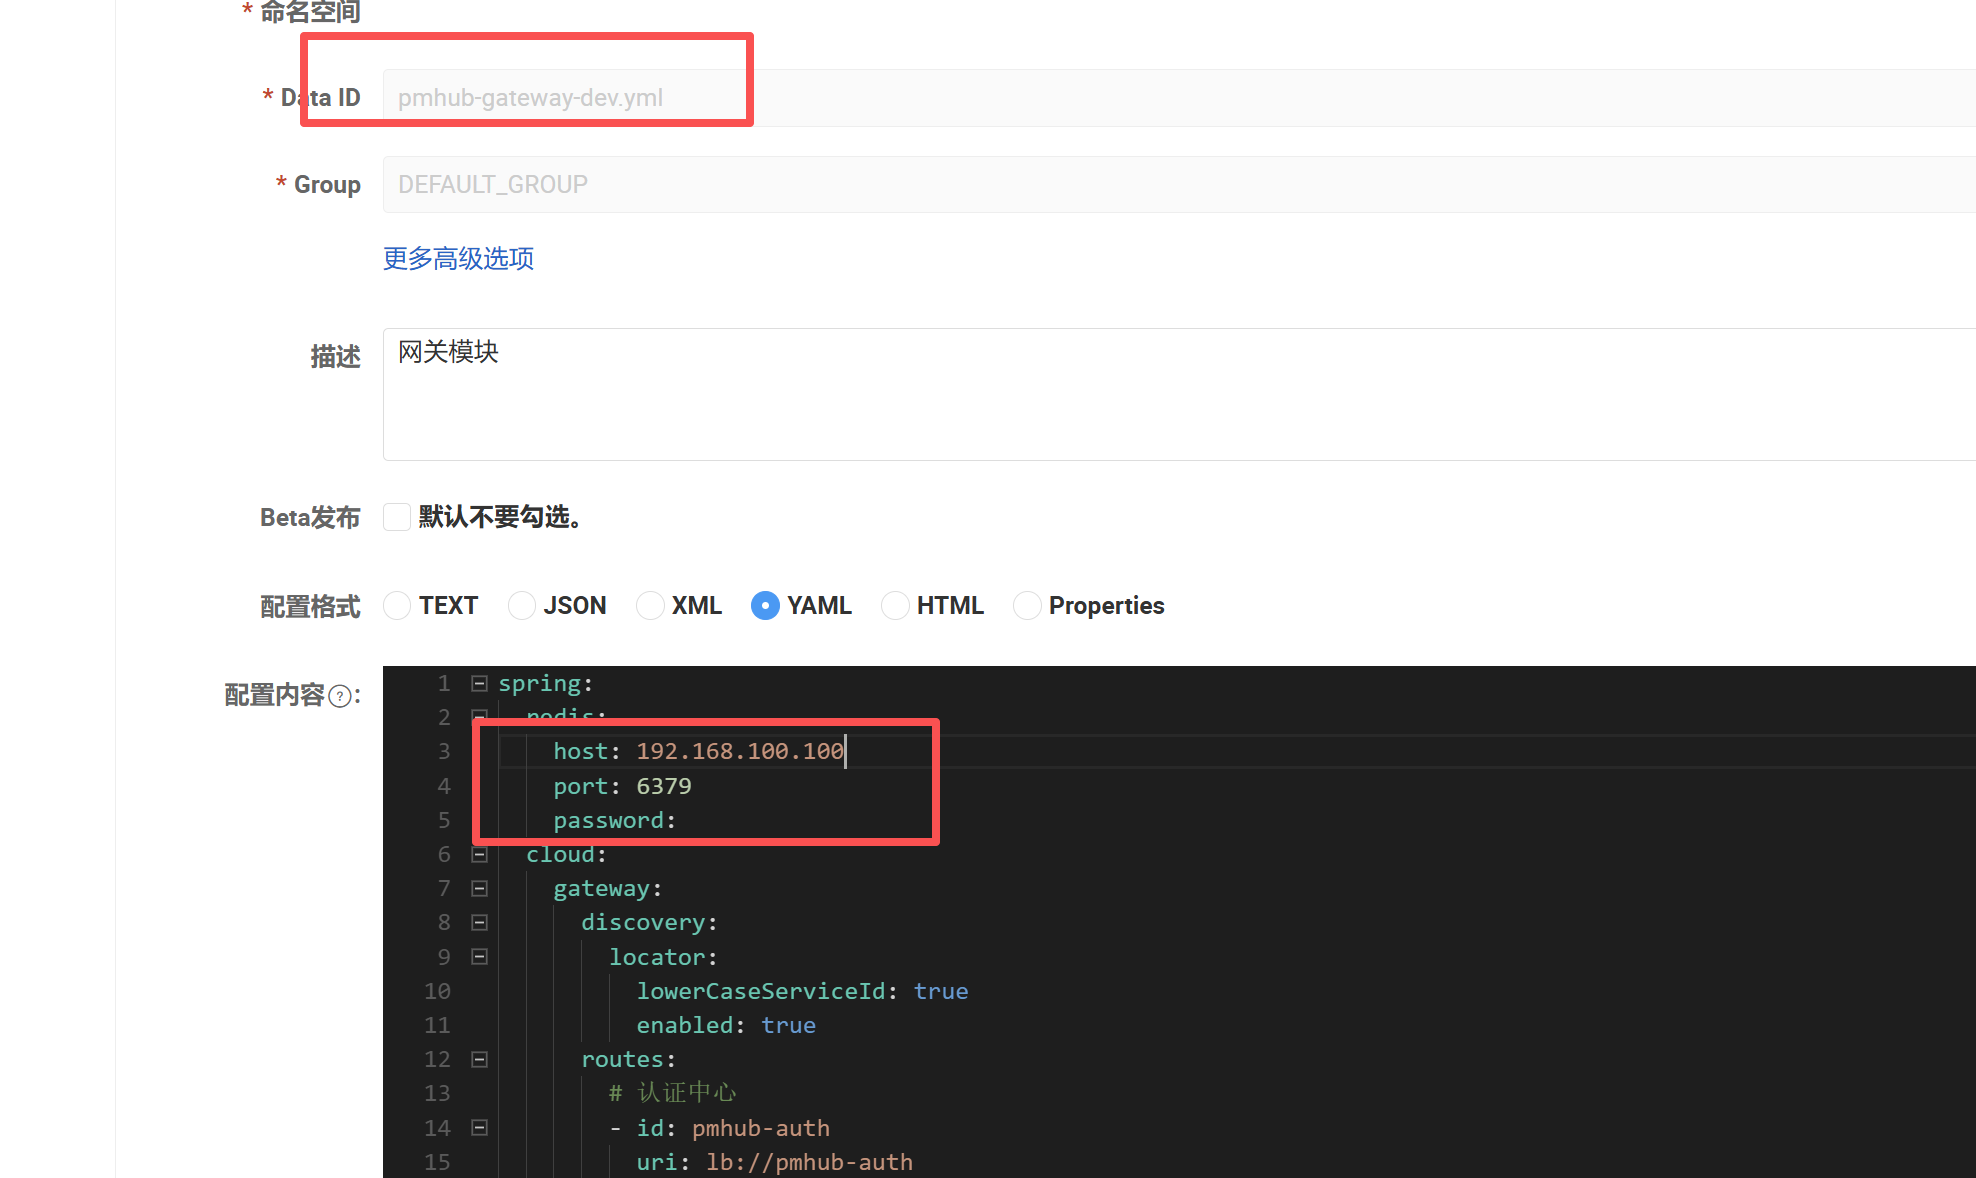 * 命名空间
* Data ID pmhub-gateway-dev.yml
* Group DEFAULT_GROUP
更多高级选项
描述 网关模块
Beta发布 默认不要勾选。
配置格式 TEXT JSON XML YAML HTML Properties
配置内容?:
1 spring:
2 redis:
3 host: 192.168.100.100
4 port: 6379
5 password:
6 cloud:
7 gateway:
8 discovery:
9 locator:
10 lowerCaseServiceId: true
11 enabled: true
12 routes:
13 # 认证中心
14 - id: pmhub-auth
15 uri: lb://pmhub-auth